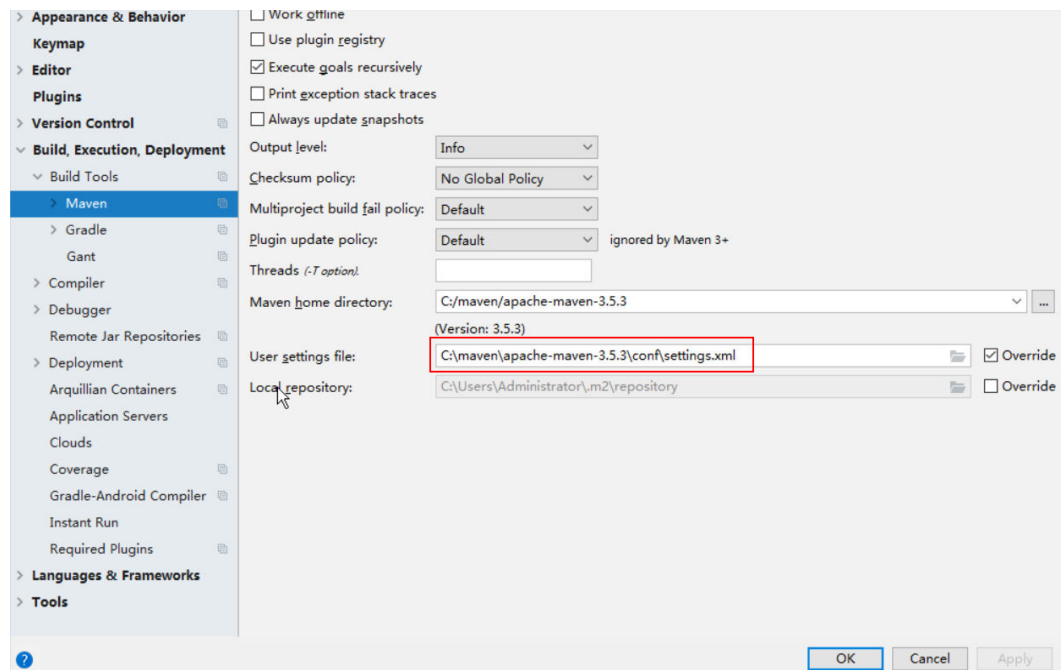 Appearance & Behavior
Keymap
Editor
Plugins
Version Control
Build, Execution, Deployment
Build Tools
Maven
Gradle
Gant
Compiler
Debugger
Remote Jar Repositories
Deployment
Arquillian Containers
Application Servers
Clouds
Coverage
Gradle-Android Compiler
Instant Run
Required Plugins
Languages & Frameworks
Tools
Work offline
Use plugin registry
Execute goals recursively
Print exception stack traces
Always update snapshots
Output level: Info
Checksum policy: No Global Policy
Multiproject build fail policy: Default
Plugin update policy: Default ignored by Maven 3+
Threads (-T option).
Maven home directory: C:/maven/apache-maven-3.5.3 ...
(Version: 3.5.3)
User settings file: C:\maven\apache-maven-3.5.3\conf\settings.xml Override
Local repository: C:\Users\Administrator\.m2\repository Override
? OK Cancel Apply